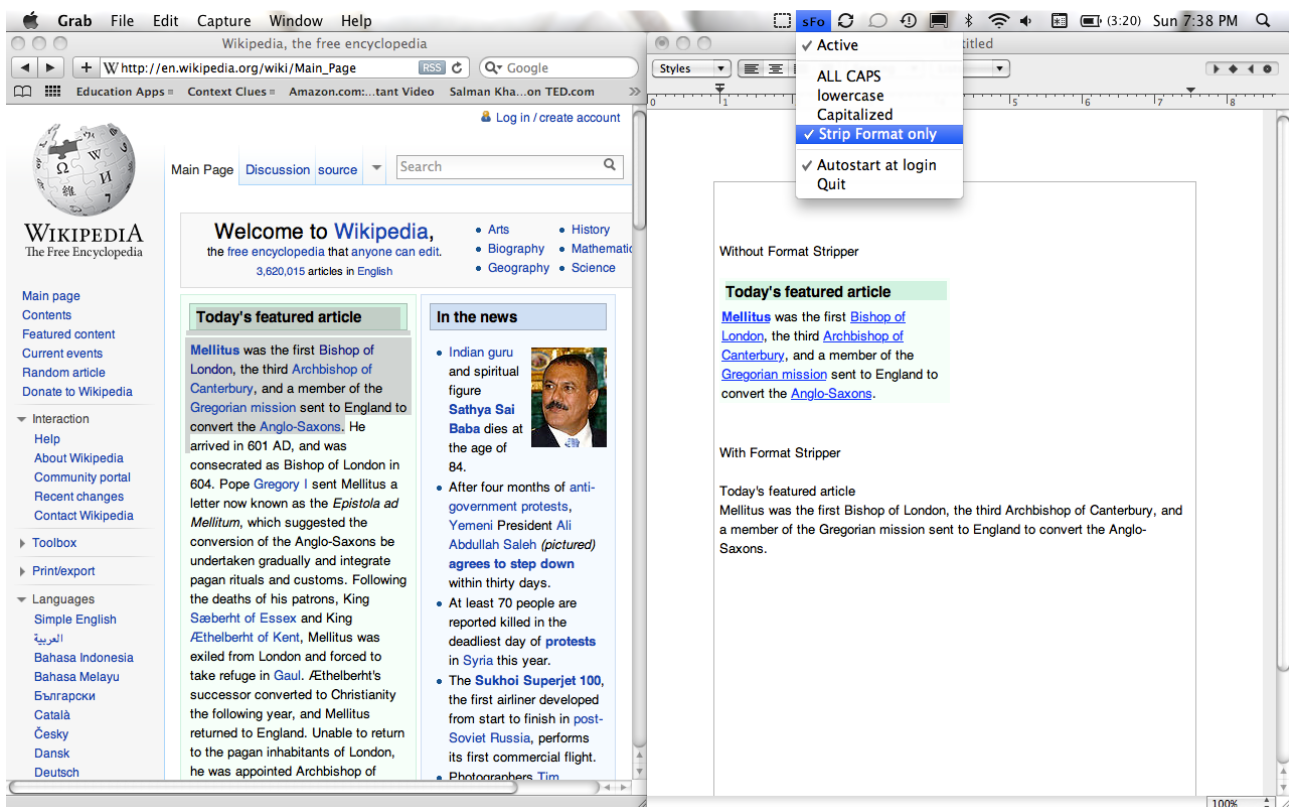 Grab File Edit Capture Window Help
sFo (3:20) Sun 7:38 PM
Wikipedia, the free encyclopedia
http://en.wikipedia.org/wiki/Main_Page RSS Google
Education Apps Context Clues Amazon.com:...tant Video Salman Kha...on TED.com »
Log in / create account
Main Page Discussion source Search
WIKIPEDIA
The Free Encyclopedia
Main page
Contents
Featured content
Current events
Random article
Donate to Wikipedia
Interaction
Help
About Wikipedia
Community portal
Recent changes
Contact Wikipedia
Toolbox
Print/export
Languages
Simple English
العربية
Bahasa Indonesia
Bahasa Melayu
Български
Català
Česky
Dansk
Deutsch
Welcome to Wikipedia,
the free encyclopedia that anyone can edit.
3,620,015 articles in English
• Arts
• Biography
• Geography
• History
• Mathematic
• Science
Today's featured article
Mellitus was the first Bishop of
London, the third Archbishop of
Canterbury, and a member of the
Gregorian mission sent to England to
convert the Anglo-Saxons. He
arrived in 601 AD, and was
consecrated as Bishop of London in
604. Pope Gregory I sent Mellitus a
letter now known as the Epistola ad
Mellitum, which suggested the
conversion of the Anglo-Saxons be
undertaken gradually and integrate
pagan rituals and customs. Following
the deaths of his patrons, King
Sæberht of Essex and King
Æthelberht of Kent, Mellitus was
exiled from London and forced to
take refuge in Gaul. Æthelberht's
successor converted to Christianity
the following year, and Mellitus
returned to England. Unable to return
to the pagan inhabitants of London,
he was appointed Archbishop of
In the news
• Indian guru
and spiritual
figure
Sathya Sai
Baba dies at
the age of
84.
• After four months of anti-
government protests,
Yemeni President Ali
Abdullah Saleh (pictured)
agrees to step down
within thirty days.
• At least 70 people are
reported killed in the
deadliest day of protests
in Syria this year.
• The Sukhoi Superjet 100,
the first airliner developed
from start to finish in post-
Soviet Russia, performs
its first commercial flight.
• Photographers Tim
titled
Styles
0 1 5 6 7 8
Active
ALL CAPS
lowercase
Capitalized
Strip Format only
Autostart at login
Quit
Without Format Stripper
Today's featured article
Mellitus was the first Bishop of
London, the third Archbishop of
Canterbury, and a member of the
Gregorian mission sent to England to
convert the Anglo-Saxons.
With Format Stripper
Today's featured article
Mellitus was the first Bishop of London, the third Archbishop of Canterbury, and
a member of the Gregorian mission sent to England to convert the Anglo-
Saxons.
100%